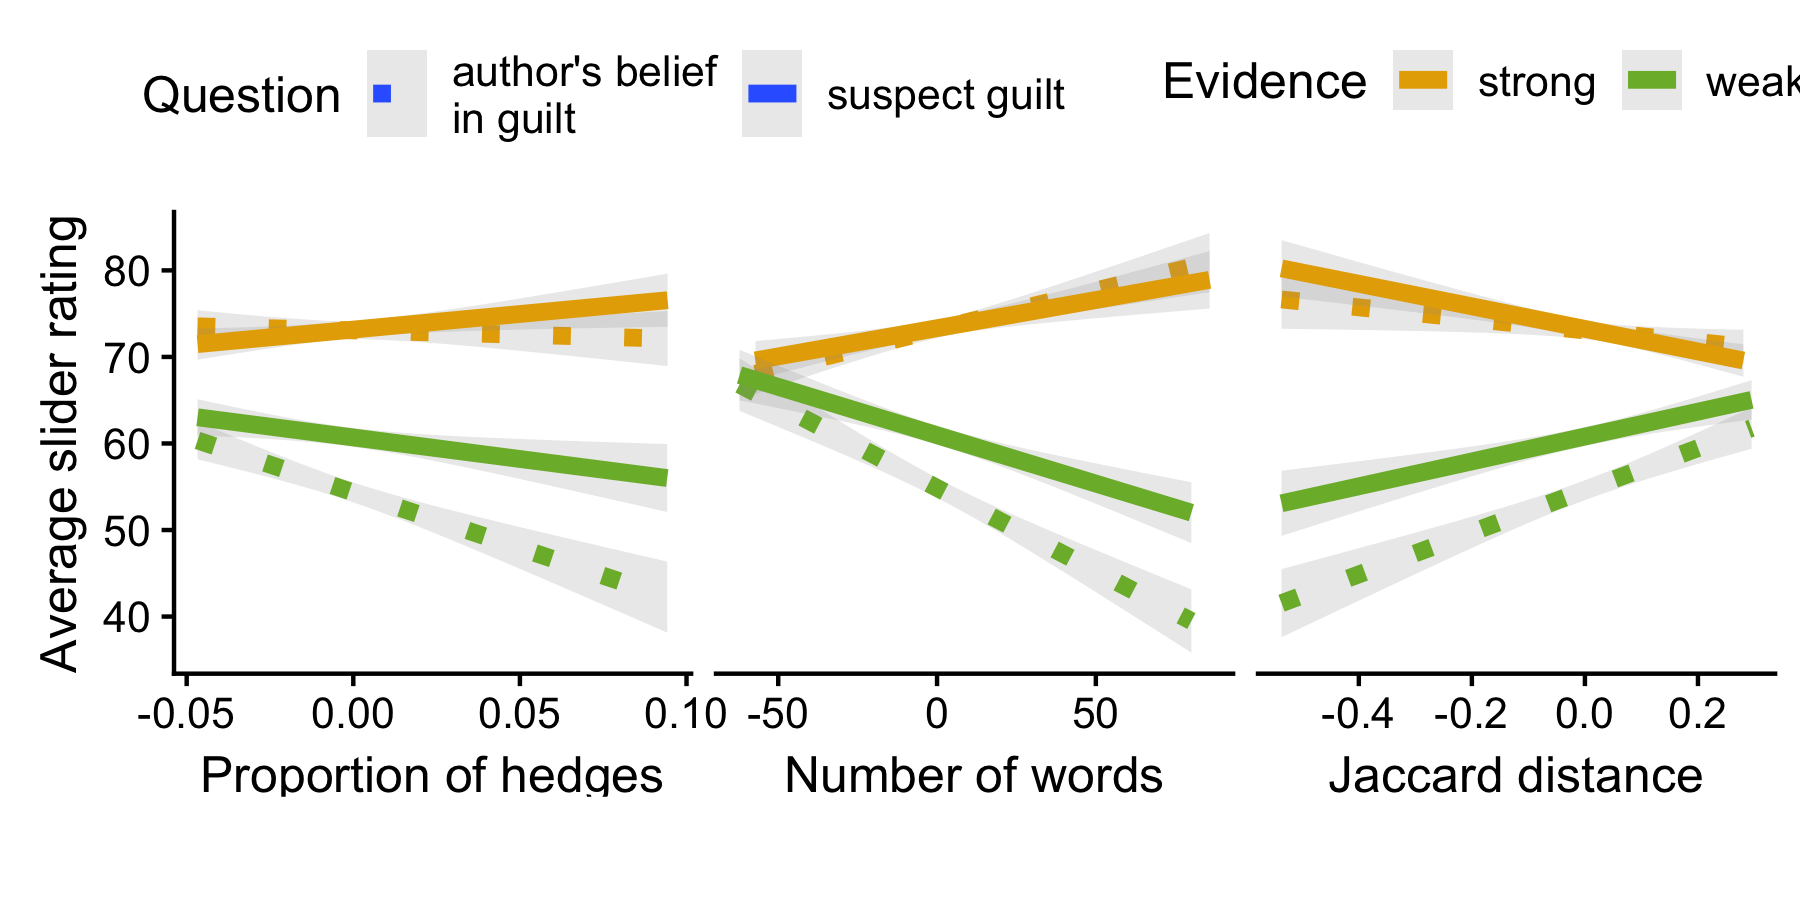 Question author's belief in guilt suspect guilt Evidence strong weak
Average slider rating
80
70
60
50
40
-0.05 0.00 0.05 0.10 -50 0 50 -0.4 -0.2 0.0 0.2
Proportion of hedges Number of words Jaccard distance